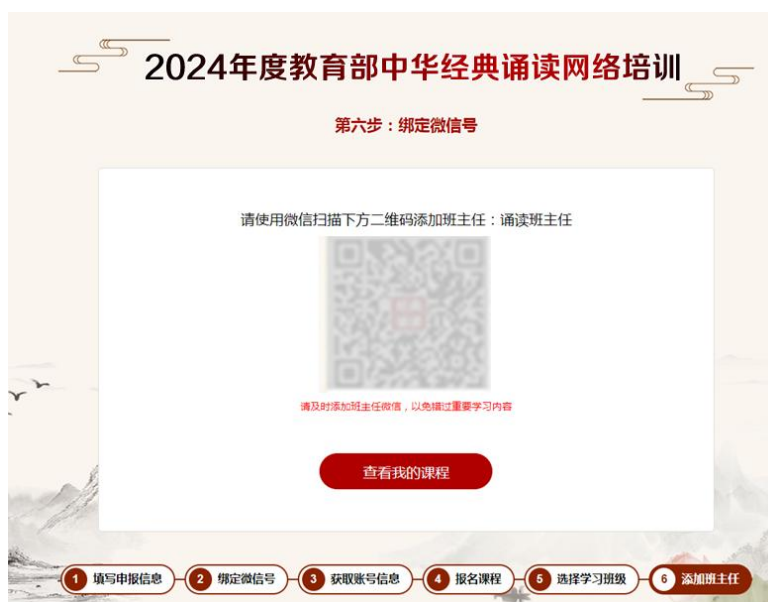 2024年度教育部中华经典诵读网络培训
第六步：绑定微信号
请使用微信扫描下方二维码添加班主任：诵读班主任
请及时添加班主任微信，以免错过重要学习内容
查看我的课程
1 填写申报信息 2 绑定微信号 3 获取账号信息 4 报名课程 5 选择学习班级 6 添加班主任